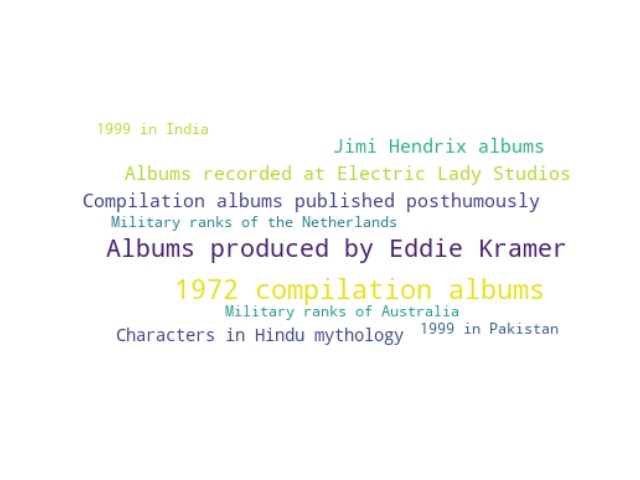 1999 in India
Jimi Hendrix albums
Albums recorded at Electric Lady Studios
Compilation albums published posthumously
Military ranks of the Netherlands
Albums produced by Eddie Kramer
1972 compilation albums
Military ranks of Australia
1999 in Pakistan
Characters in Hindu mythology